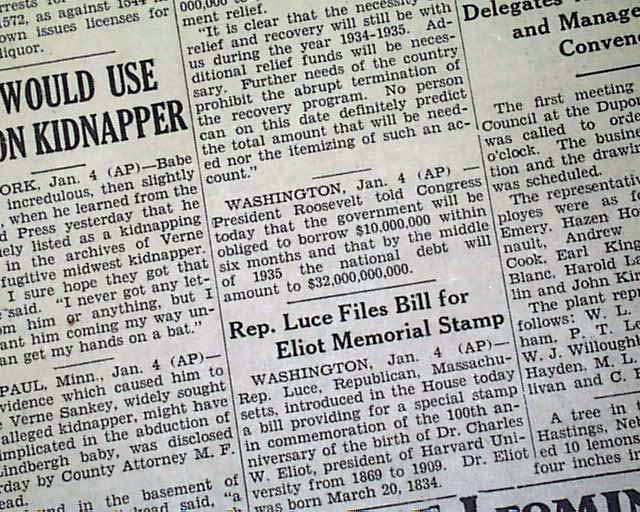 rrests
1572, as against 1544
own issues licenses for
liquor.
WOULD USE
ON KIDNAPPER
ORK, Jan. 4 (AP)—Babe
incredulous, then slightly
, when he learned from the
d Press yesterday that he
ely listed as a kidnapping
in the archives of Verne
fugitive midwest kidnapper.
I sure hope they got that
said. "I never got any let-
om him or anything, but I
ant him coming my way un-
an get my hands on a bat."
PAUL, Minn., Jan. 4 (AP)—
vidence which caused him to
Verne Sankey, widely sought
alleged kidnapper, might have
implicated in the abduction of
Lindbergh baby, was disclosed
rday by County Attorney M. F.
ead.
und in the basement of
ead said, "a
000,000 to
ment relief.
"It is clear that the necessity
relief and recovery will still be with
us during the year 1934-1935. Ad-
ditional relief funds will be neces-
sary. Further needs of the country
prohibit the abrupt termination of
the recovery program. No person
can on this date definitely predict
the total amount that will be need-
ed nor the itemizing of such an ac-
count."
WASHINGTON, Jan. 4 (AP) —
President Roosevelt told Congress
today that the government will be
obliged to borrow $10,000,000 within
six months and that by the middle
of 1935 the national debt will
amount to $32,000,000,000.
Rep. Luce Files Bill for
Eliot Memorial Stamp
WASHINGTON, Jan. 4 (AP)—
Rep. Luce, Republican, Massachu-
setts, introduced in the House today
a bill providing for a special stamp
in commemoration of the 100th an-
niversary of the birth of Dr. Charles
W. Eliot, president of Harvard Uni-
versity from 1869 to 1909. Dr. Eliot
was born March 20, 1834.
Delegates
and Manage
Conven
The first meeting
Council at the Dupo
was called to orde
o'clock. The busin
tion and the drawin
was scheduled.
The representativ
ployes were as fo
Emery, Hazen Ho
nault, Andrew
Cook, Earl King
Blanc, Harold La
lin and John Ki
The plant rep
follows: W. L.
ham, P. T. L.
W. J. Willough
Hayden, M. L.
livan and C. F
A tree in
Hastings, Ne
ed 10 lemons
four inches i
LEOMIN